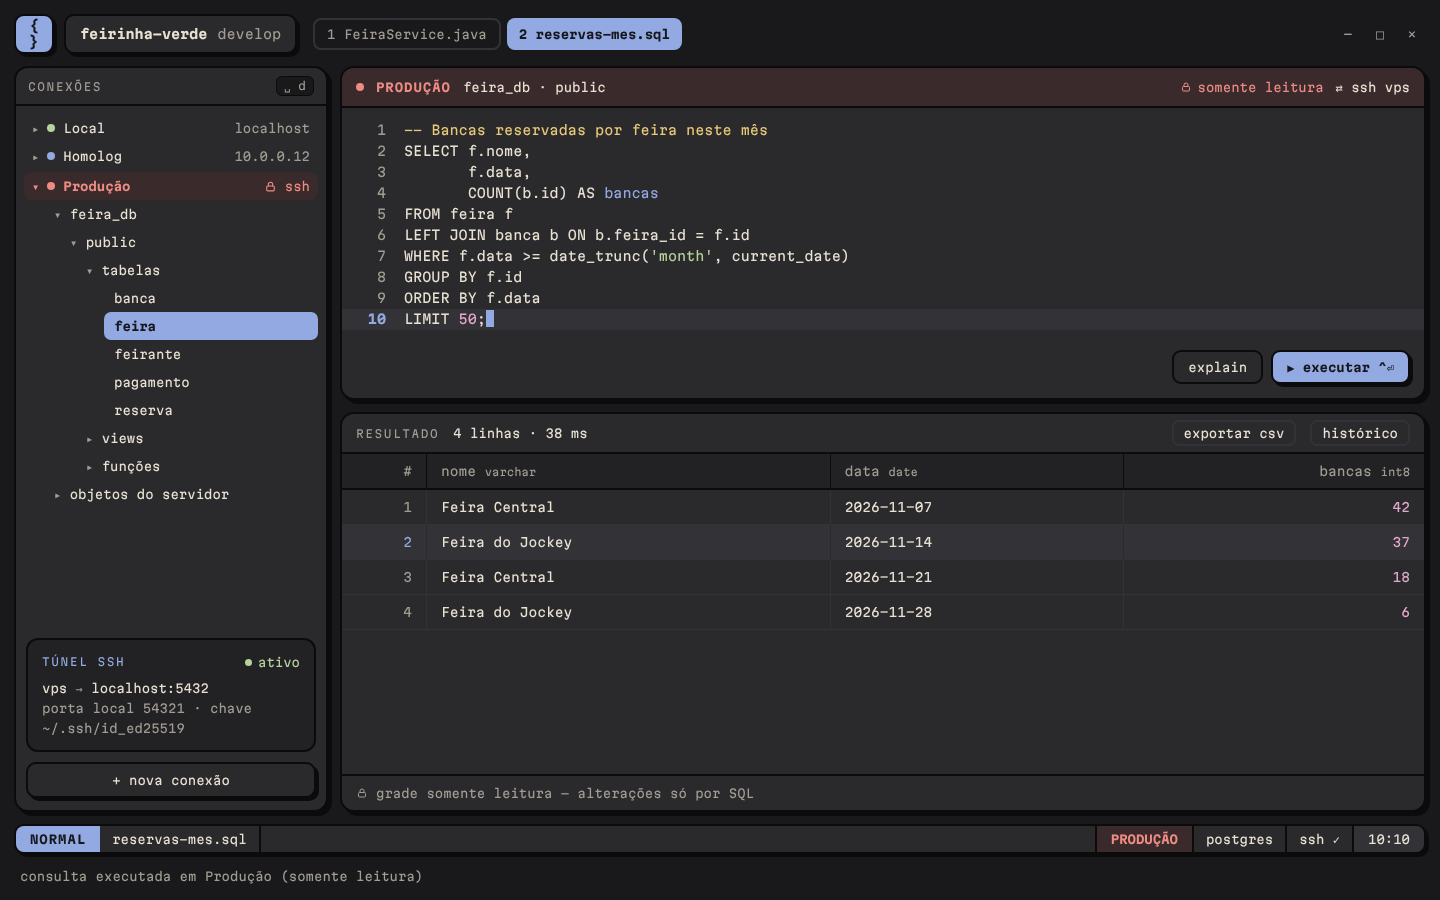 { }
feirinha-verde develop
1 FeiraService.java
2 reservas-mes.sql
CONEXÕES
␣ d
Local localhost
Homolog 10.0.0.12
Produção ssh
feira_db
public
tabelas
banca
feira
feirante
pagamento
reserva
views
funções
objetos do servidor
TÚNEL SSH ativo
vps → localhost:5432
porta local 54321 · chave
~/.ssh/id_ed25519
+ nova conexão
PRODUÇÃO feira_db · public
somente leitura ⇄ ssh vps
1 -- Bancas reservadas por feira neste mês
2 SELECT f.nome,
3 f.data,
4 COUNT(b.id) AS bancas
5 FROM feira f
6 LEFT JOIN banca b ON b.feira_id = f.id
7 WHERE f.data >= date_trunc('month', current_date)
8 GROUP BY f.id
9 ORDER BY f.data
10 LIMIT 50;
explain
▶ executar ^⏎
RESULTADO 4 linhas · 38 ms
exportar csv
histórico
# nome varchar data date bancas int8
1 Feira Central 2026-11-07 42
2 Feira do Jockey 2026-11-14 37
3 Feira Central 2026-11-21 18
4 Feira do Jockey 2026-11-28 6
grade somente leitura — alterações só por SQL
NORMAL reservas-mes.sql PRODUÇÃO postgres ssh ✓ 10:10
consulta executada em Produção (somente leitura)